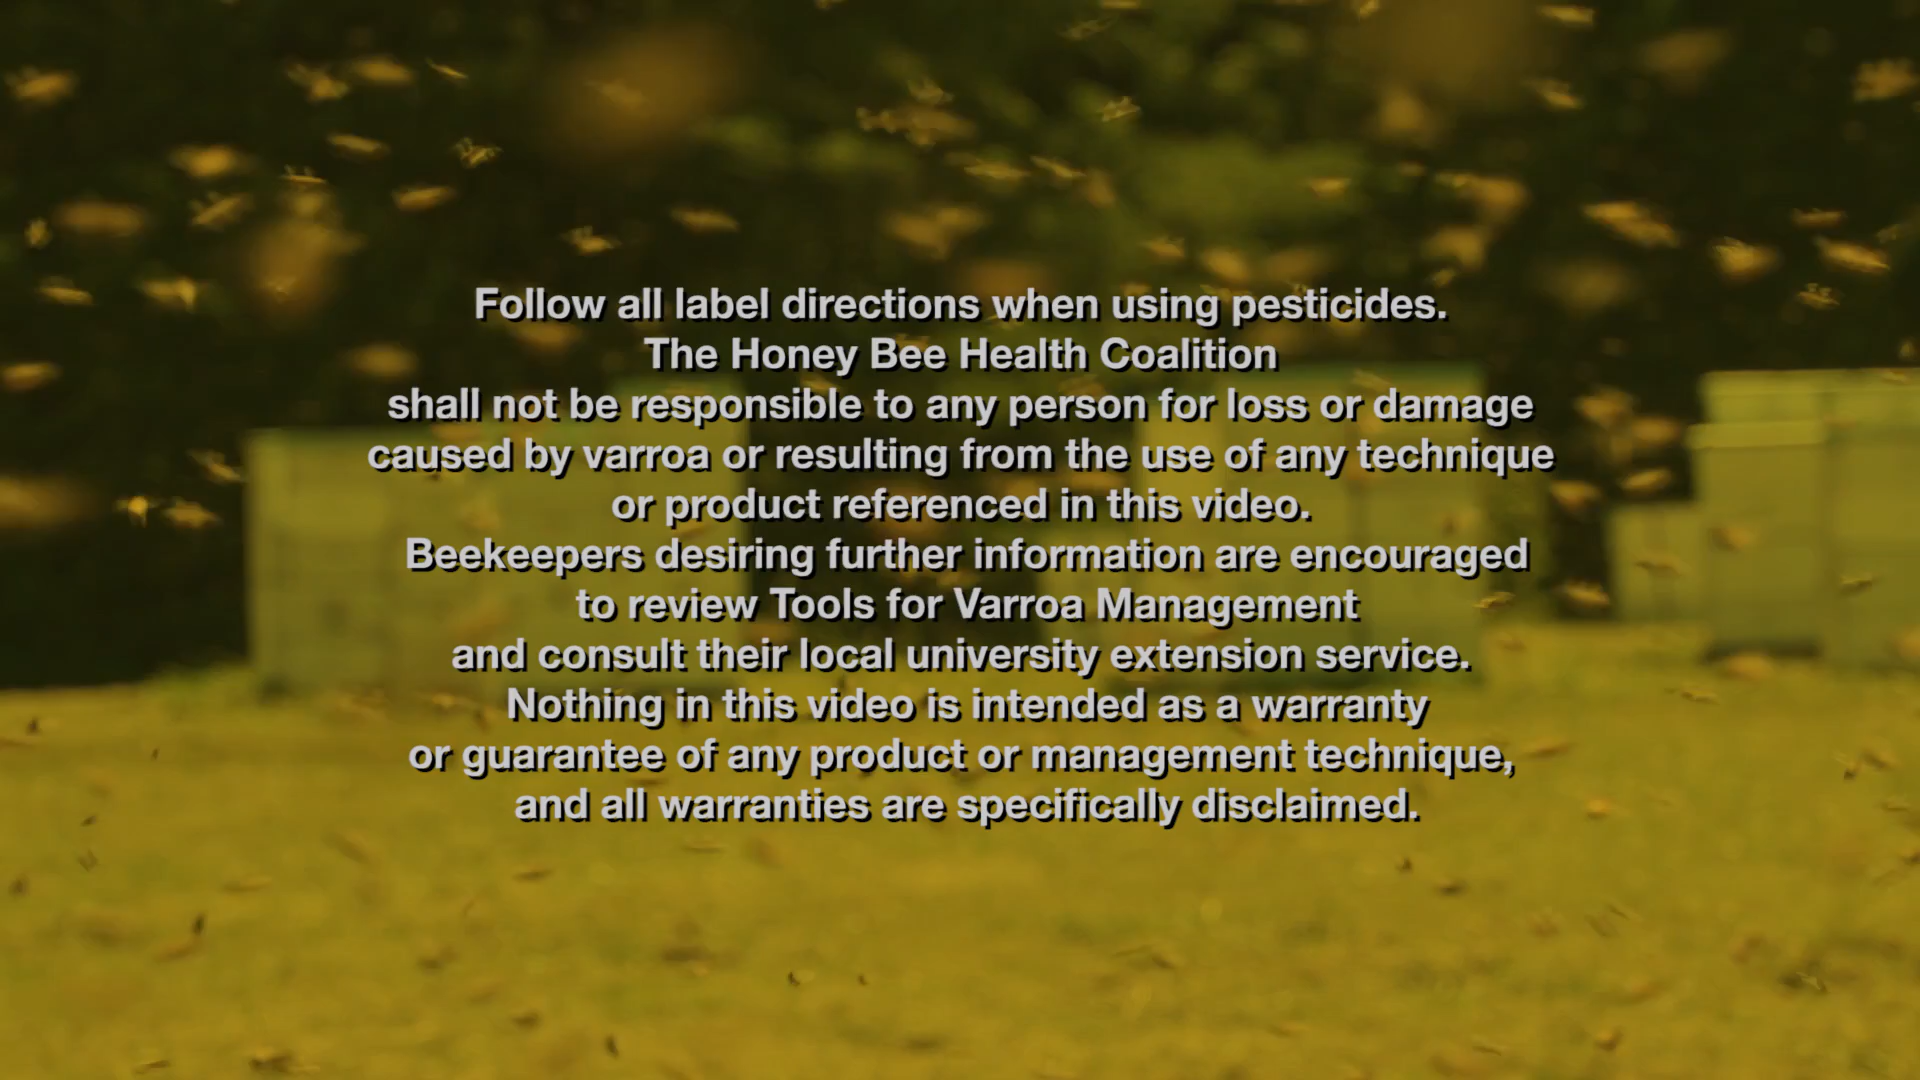 Follow all label directions when using pesticides.
The Honey Bee Health Coalition
shall not be responsible to any person for loss or damage
caused by varroa or resulting from the use of any technique
or product referenced in this video.
Beekeepers desiring further information are encouraged
to review Tools for Varroa Management
and consult their local university extension service.
Nothing in this video is intended as a warranty
or guarantee of any product or management technique,
and all warranties are specifically disclaimed.